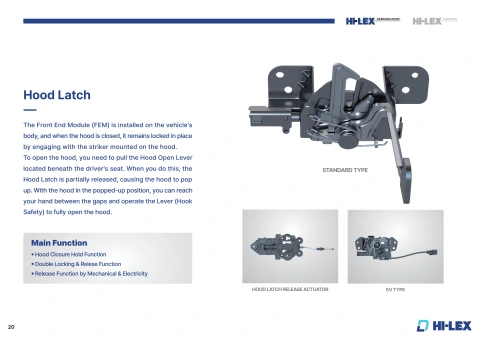 HI-LEX
HI-LEX
Hood Latch
The Front End Module (FEM) is installed on the vehicle's
body, and when the hood is closed, it remains locked in place
by engaging with the striker mounted on the hood.
To open the hood, you need to pull the Hood Open Lever
located beneath the driver's seat. When you do this, the
Hood Latch is partially released, causing the hood to pop
up. With the hood in the popped-up position, you can reach
your hand between the gaps and operate the Lever (Hook
Safety) to fully open the hood.
STANDARD TYPE
Main Function
• Hood Closure Hold Function
• Double Locking & Relese Function
• Release Function by Mechanical & Electricity
HOOD LATCH RELEASE ACTUATOR
EV TYPE
20
HI-LEX